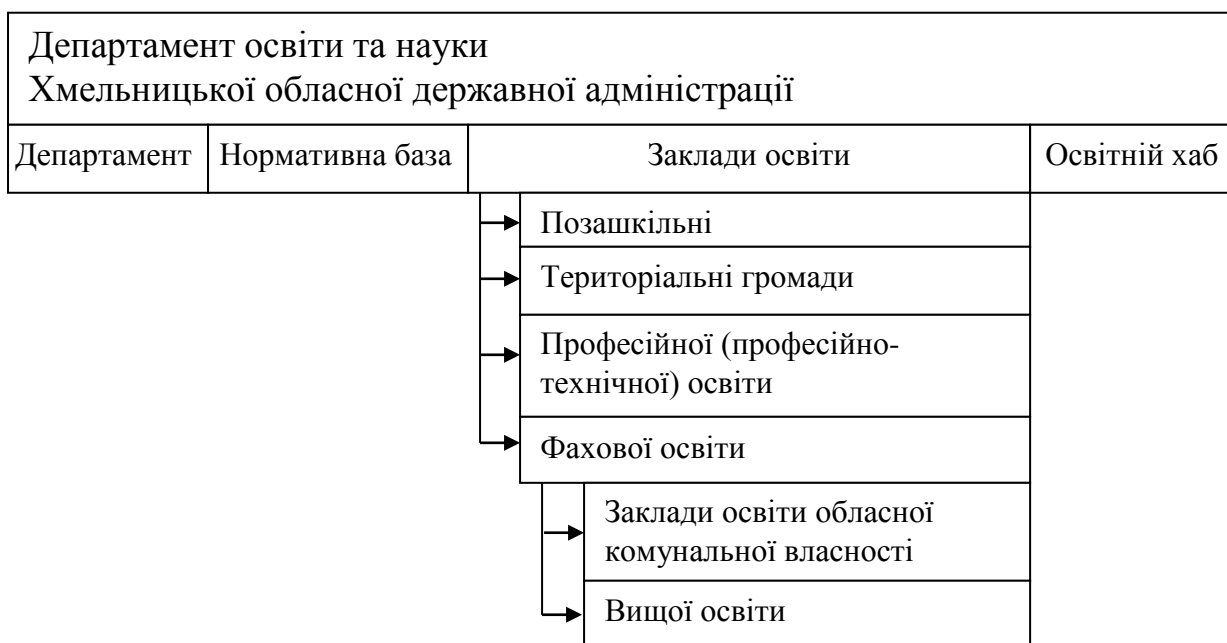 Департамент освіти та науки
Хмельницької обласної державної адміністрації
Департамент
Нормативна база
Заклади освіти
Освітній хаб
Позашкільні
Територіальні громади
Професійної (професійно-
технічної) освіти
Фахової освіти
Заклади освіти обласної
комунальної власності
Вищої освіти